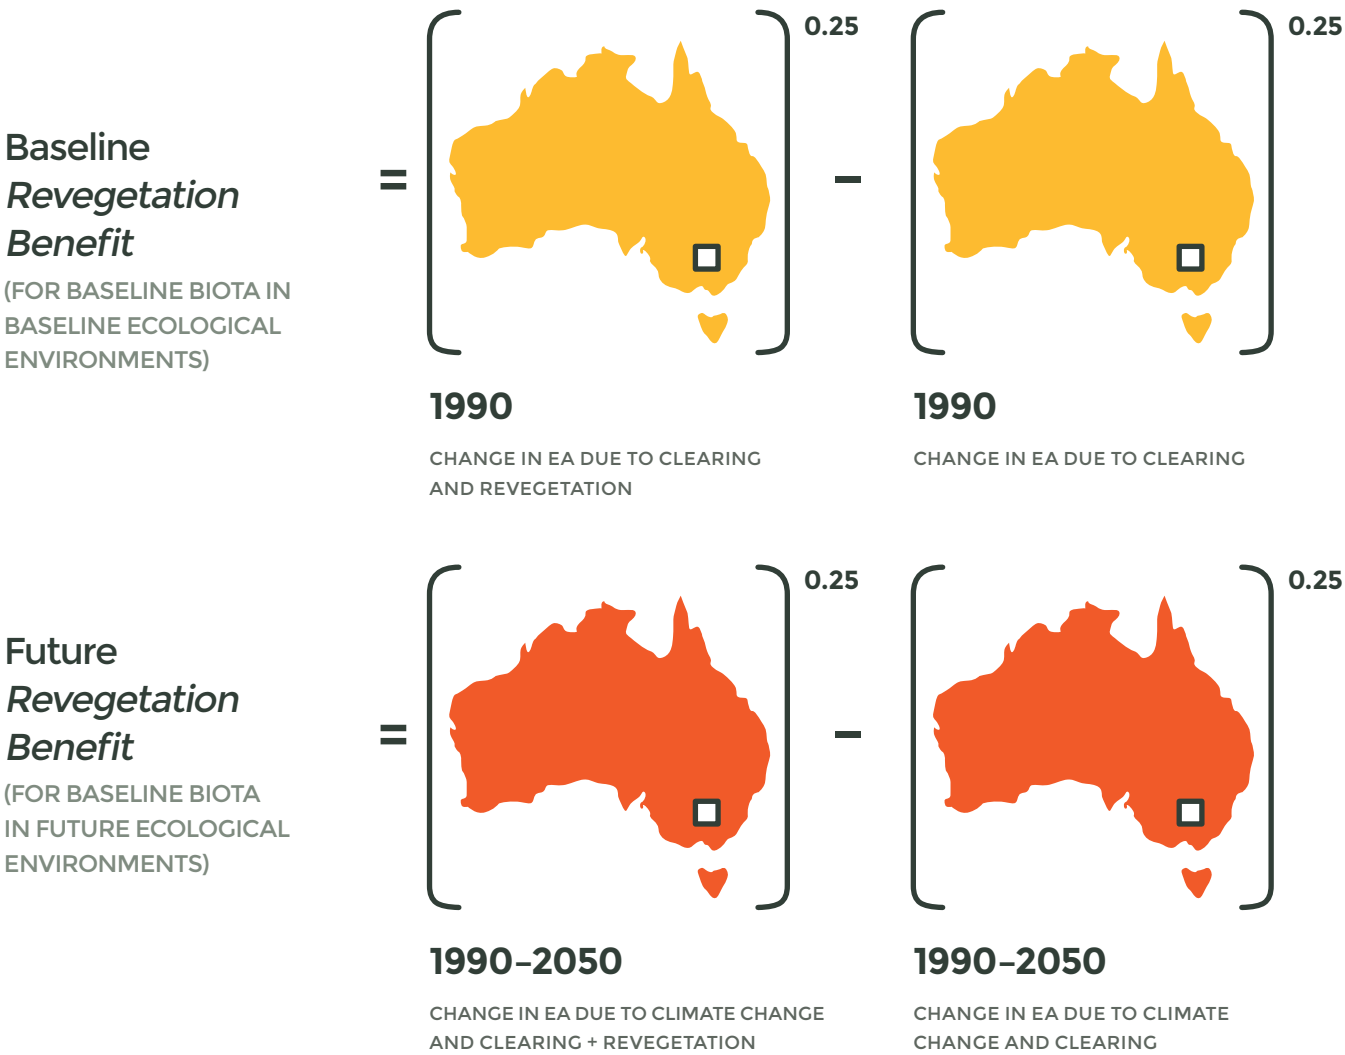 Baseline
Revegetation
Benefit
(FOR BASELINE BIOTA IN
BASELINE ECOLOGICAL
ENVIRONMENTS)
=
0.25
–
0.25
1990
CHANGE IN EA DUE TO CLEARING
AND REVEGETATION
1990
CHANGE IN EA DUE TO CLEARING
Future
Revegetation
Benefit
(FOR BASELINE BIOTA
IN FUTURE ECOLOGICAL
ENVIRONMENTS)
=
0.25
–
0.25
1990–2050
CHANGE IN EA DUE TO CLIMATE CHANGE
AND CLEARING + REVEGETATION
1990–2050
CHANGE IN EA DUE TO CLIMATE
CHANGE AND CLEARING